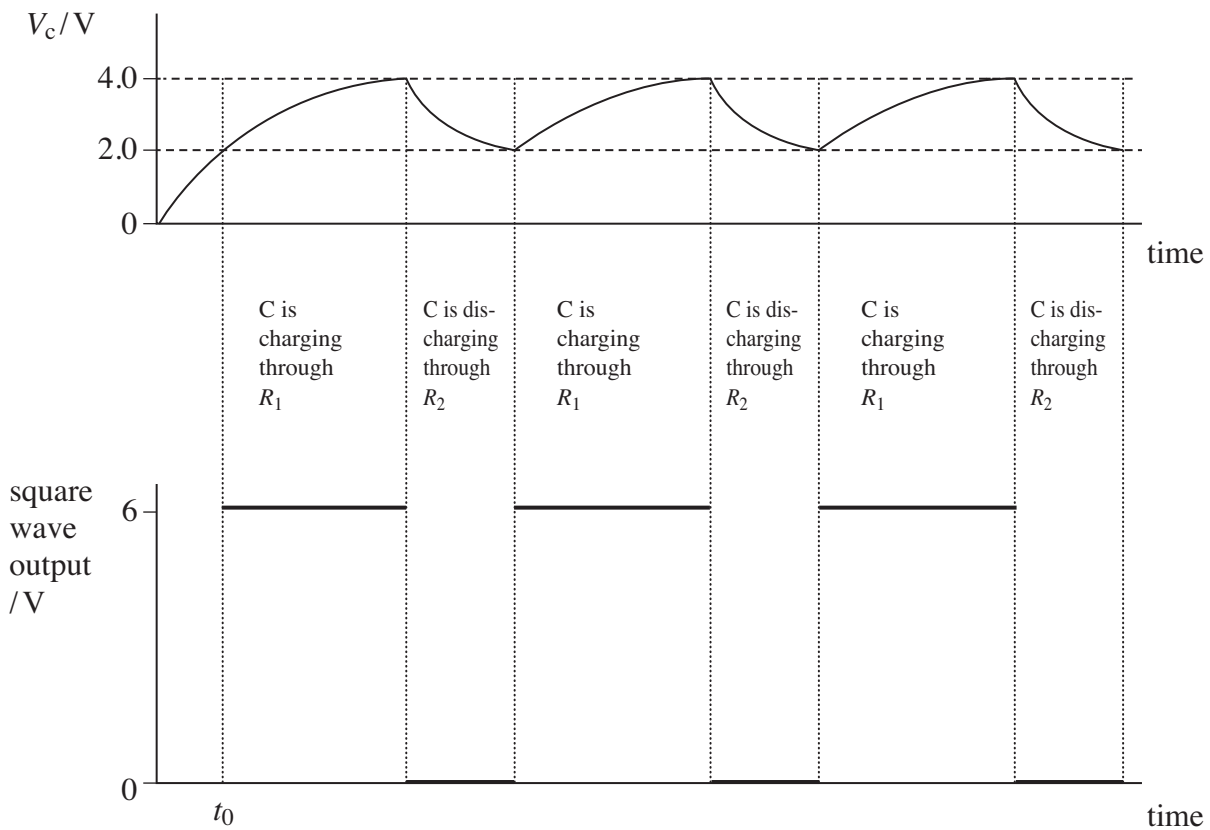 V_c / V
4.0
2.0
0
time
C is
charging
through
R_1
C is dis-
charging
through
R_2
C is
charging
through
R_1
C is dis-
charging
through
R_2
C is
charging
through
R_1
C is dis-
charging
through
R_2
square
wave
output
/ V
6
0
t_0
time